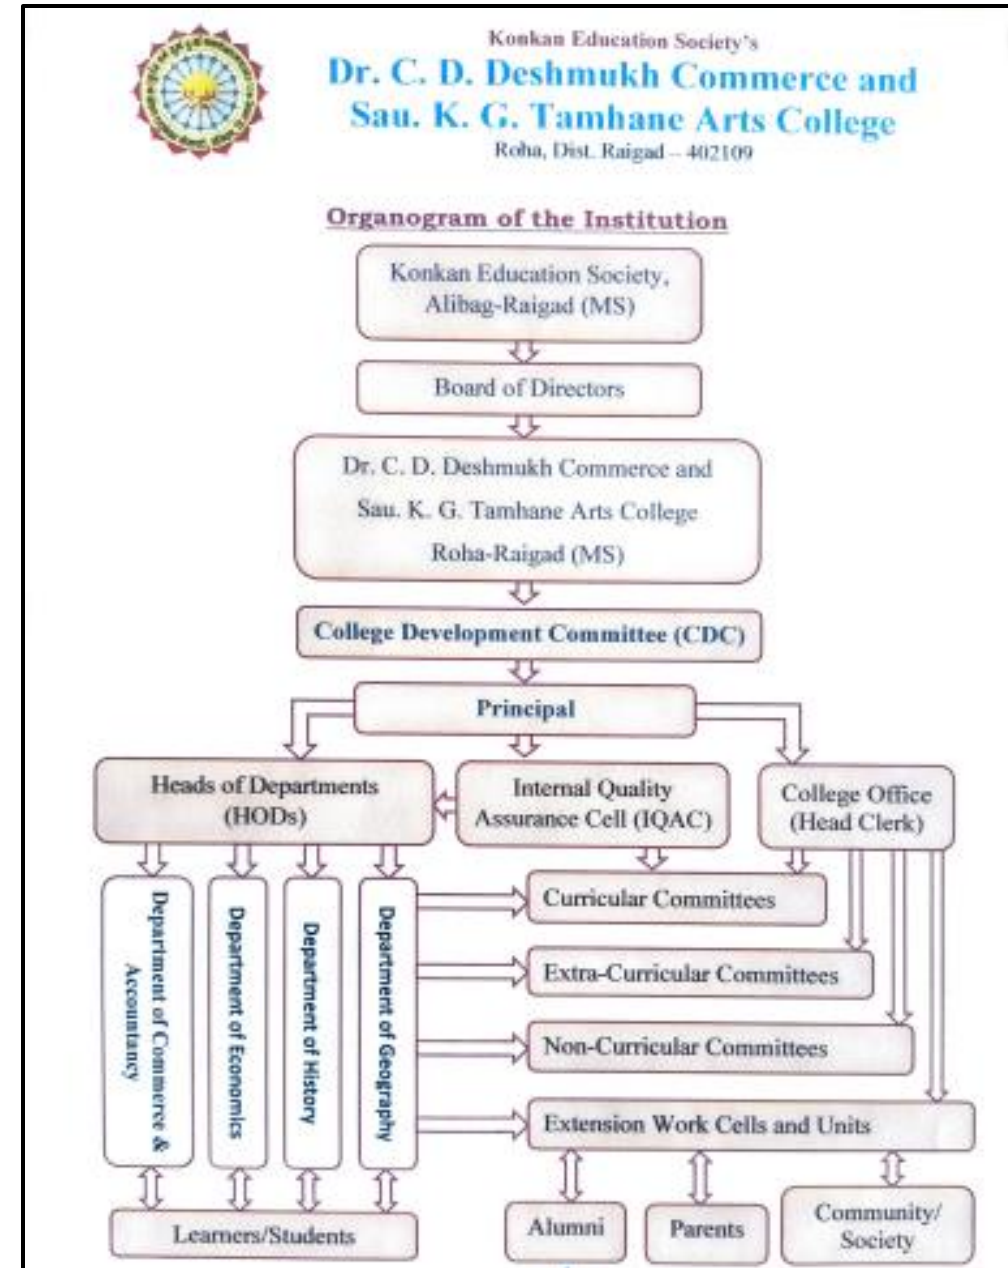 Konkan Education Society's
Dr. C. D. Deshmukh Commerce and
Sau. K. G. Tamhane Arts College
Roha, Dist. Raigad – 402109
Organogram of the Institution
Konkan Education Society,
Alibag-Raigad (MS)
Board of Directors
Dr. C. D. Deshmukh Commerce and
Sau. K. G. Tamhane Arts College
Roha-Raigad (MS)
College Development Committee (CDC)
Principal
Heads of Departments
(HODs)
Internal Quality
Assurance Cell (IQAC)
College Office
(Head Clerk)
Department of Commerce &
Accountancy
Department of Economics
Department of History
Department of Geography
Curricular Committees
Extra-Curricular Committees
Non-Curricular Committees
Extension Work Cells and Units
Learners/Students
Alumni
Parents
Community/
Society